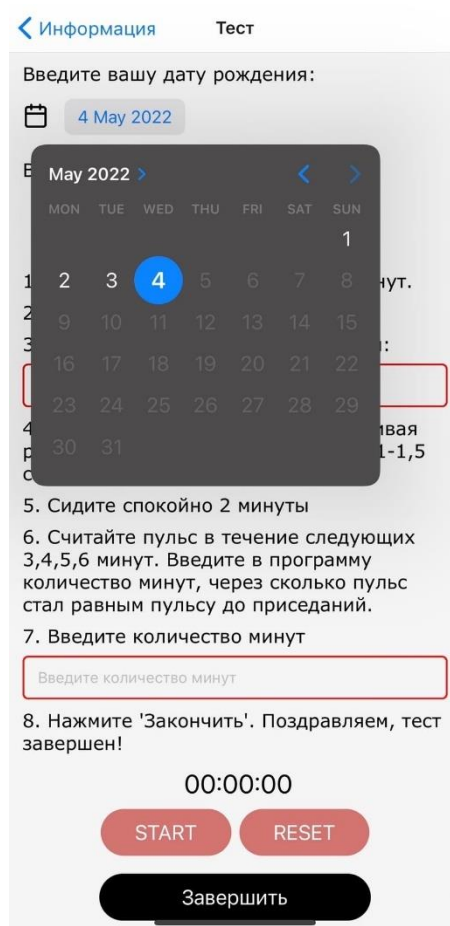 Информация Тест
Введите вашу дату рождения:
4 May 2022
May 2022
MON TUE WED THU FRI SAT SUN
1
2 3 4 5 6 7 8
9 10 11 12 13 14 15
16 17 18 19 20 21 22
23 24 25 26 27 28 29
30 31
5. Сидите спокойно 2 минуты
6. Считайте пульс в течение следующих
3,4,5,6 минут. Введите в программу
количество минут, через сколько пульс
стал равным пульсу до приседаний.
7. Введите количество минут
Введите количество минут
8. Нажмите 'Закончить'. Поздравляем, тест
завершен!
00:00:00
START RESET
Завершить